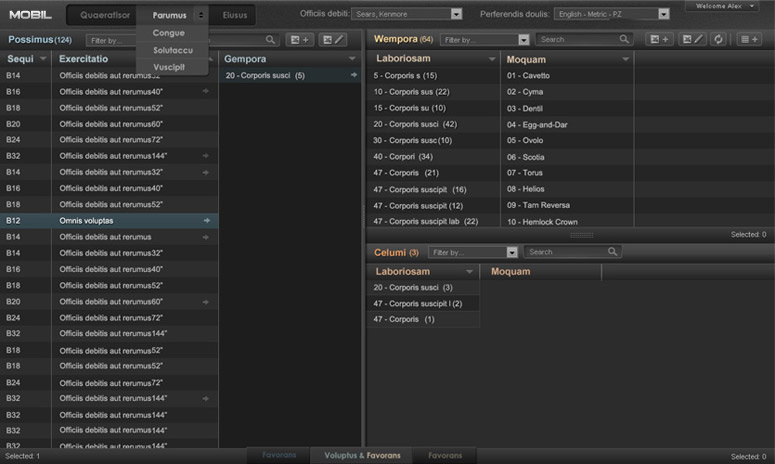 MOBIL Quaeratisor Parumus Eiusus Officiis debiti: Sears, Kenmore Perferendis doulis: English - Metric - PZ Welcome Alex
Congue
Solutaccu
Vuscipit
Possimus(124) Filter by...
Sequi Exercitatio
B14 Officiis debitis aut rerumus32"
B16 Officiis debitis aut rerumus40"
B18 Officiis debitis aut rerumus52"
B20 Officiis debitis aut rerumus60"
B24 Officiis debitis aut rerumus72"
B32 Officiis debitis aut rerumus144"
B14 Officiis debitis aut rerumus32"
B16 Officiis debitis aut rerumus40"
B18 Officiis debitis aut rerumus52"
B12 Omnis voluptas
B14 Officiis debitis aut rerumus
B14 Officiis debitis aut rerumus32"
B16 Officiis debitis aut rerumus40"
B18 Officiis debitis aut rerumus52"
B20 Officiis debitis aut rerumus60"
B24 Officiis debitis aut rerumus72"
B32 Officiis debitis aut rerumus144"
B18 Officiis debitis aut rerumus52"
B18 Officiis debitis aut rerumus52"
B24 Officiis debitis aut rerumus72"
B32 Officiis debitis aut rerumus144"
B32 Officiis debitis aut rerumus144"
B32 Officiis debitis aut rerumus144"
B32 Officiis debitis aut rerumus144"
Gempora
20 - Corporis susci (5)
Wempora (64) Filter by... Search
Laboriosam Moquam
5 - Corporis s (15) 01 - Cavetto
10 - Corporis sus (22) 02 - Cyma
15 - Corporis su (10) 03 - Dentil
20 - Corporis susci (42) 04 - Egg-and-Dar
30 - Corporis susc(10) 05 - Ovolo
40 - Corpori (34) 06 - Scotia
47 - Corporis (21) 07 - Torus
47 - Corporis suscipit (16) 08 - Helios
47 - Corporis suscipit (12) 09 - Tam Reversa
47 - Corporis suscipit lab (22) 10 - Hemlock Crown
Selected: 0
Celumi (3) Filter by... Search
Laboriosam Moquam
20 - Corporis susci (3)
47 - Corporis suscipit l (2)
47 - Corporis (1)
Selected: 1 Favorans Voluptus & Favorans Favorans Selected: 0